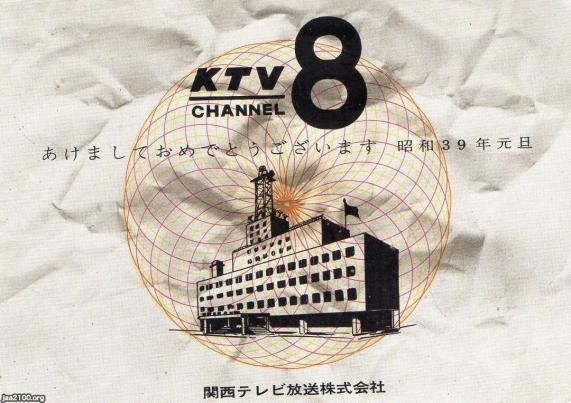 KTV 8
CHANNEL
あけましておめでとうございます 昭和39年元旦
関西テレビ放送株式会社
jaa2100.org